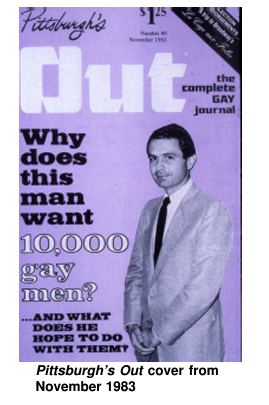 Pittsburgh's
$1.25
Number 80
November 1983
Out
the
complete
GAY
journal
Why
does
this
man
want
10,000
gay
men?
...AND WHAT
DOES HE
HOPE TO DO
WITH THEM?
Pittsburgh's Out cover from
November 1983